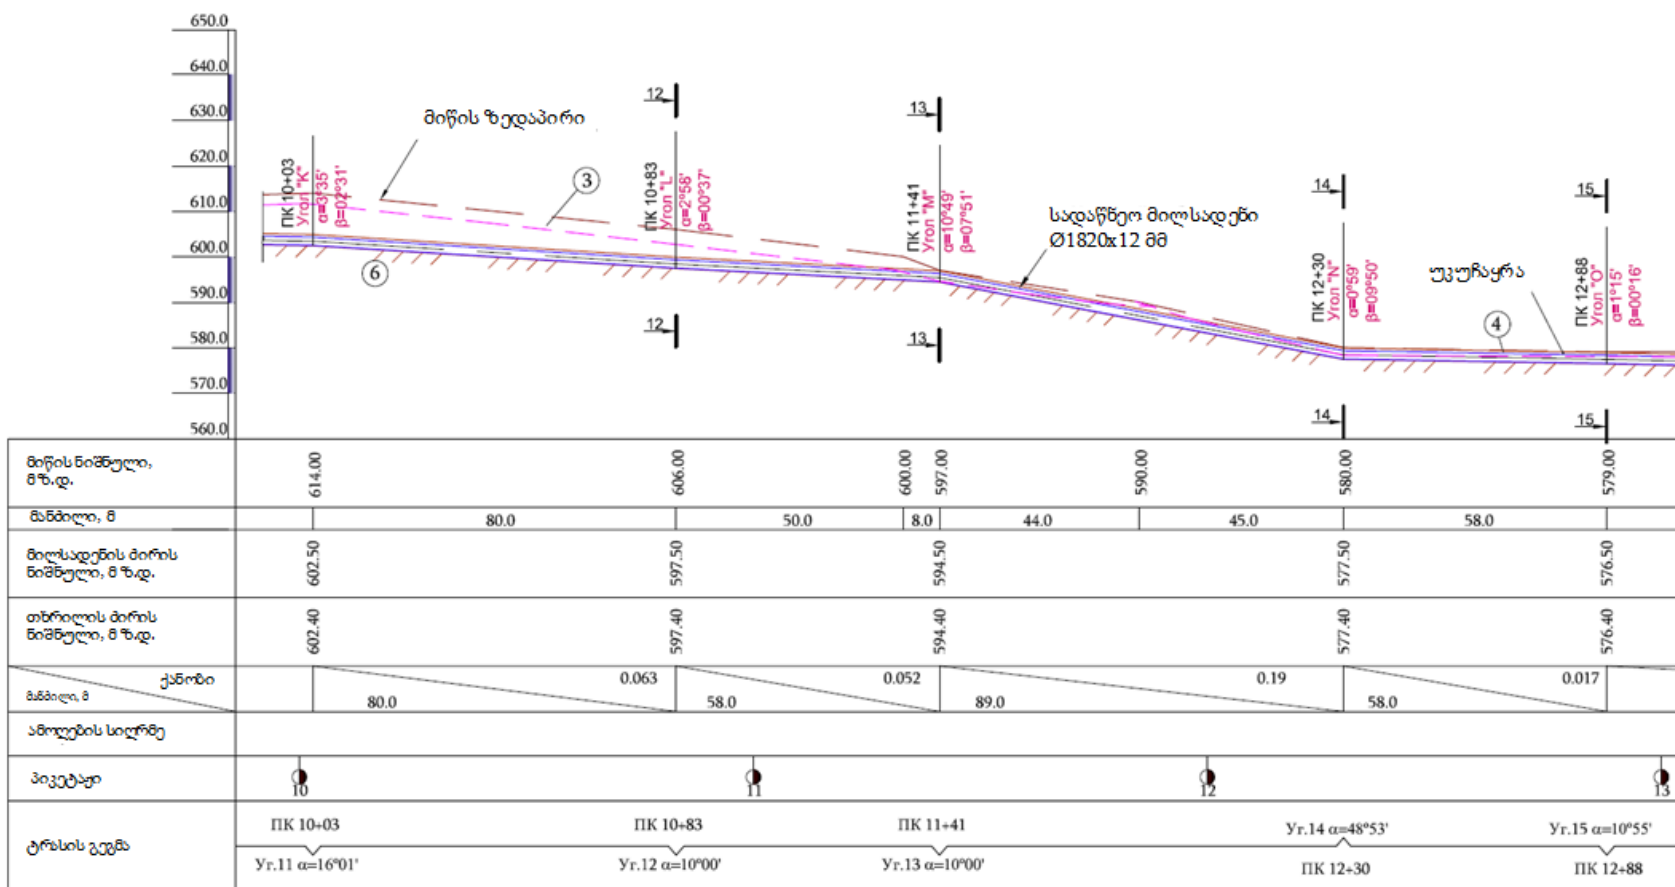 650.0
640.0
630.0
620.0
610.0
600.0
590.0
580.0
570.0
560.0
ПК 10+03
Угол "K"
α=3°35'
β=02°31'
მიწის ზედაპირი
3
6
12
12
ПК 10+83
Угол "L"
α=2°58'
β=00°37'
13
13
ПК 11+41
Угол "M"
α=10°49'
β=07°51'
სადაწნეო მილსადენი
Ø1820x12 მმ
14
14
ПК 12+30
Угол "N"
α=0°59'
β=09°50'
უკუჩაყრა
4
15
15
ПК 12+88
Угол "O"
α=1°15'
β=00°16'
მიწის ნიშნული,
მ ზ.დ.
614.00 606.00 600.00 597.00 590.00 580.00 579.00
მანძილი, მ
80.0 50.0 8.0 44.0 45.0 58.0
მილსადენის ძირის
ნიშნული, მ ზ.დ.
602.50 597.50 594.50 577.50 576.50
თხრილის ძირის
ნიშნული, მ ზ.დ.
602.40 597.40 594.40 577.40 576.40
ქანობი
0.063 0.052 0.19 0.017
მანძილი, მ
80.0 58.0 89.0 58.0
ამოღების სიღრმე
პიკეტაჟი
10 11 12 13
ტრასის გეგმა
ПК 10+03 ПК 10+83 ПК 11+41 Уг.14 α=48°53' Уг.15 α=10°55'
Уг.11 α=16°01' Уг.12 α=10°00' Уг.13 α=10°00' ПК 12+30 ПК 12+88